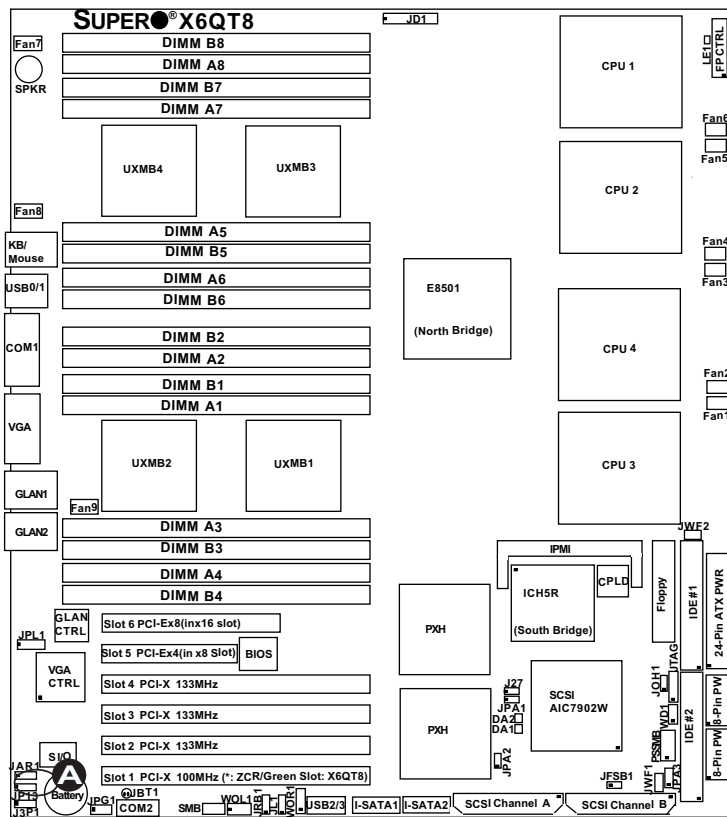 SUPER® X6QT8
JD1
Fan7
SPKR
DIMM B8
DIMM A8
DIMM B7
DIMM A7
UXMB4
UXMB3
CPU 1
LE1
FP CTRL
Fan6
Fan5
CPU 2
Fan8
KB/
Mouse
USB0/1
COM1
VGA
GLAN1
GLAN2
DIMM A5
DIMM B5
DIMM A6
DIMM B6
DIMM B2
DIMM A2
DIMM B1
DIMM A1
E8501
(North Bridge)
Fan4
Fan3
CPU 4
Fan2
Fan1
UXMB2
UXMB1
CPU 3
Fan9
DIMM A3
DIMM B3
DIMM A4
DIMM B4
JWF2
IPMI
ICH5R
(South Bridge)
CPLD
Floppy
IDE#1
24-Pin ATX PWR
PXH
GLAN
CTRL
JPL1
VGA
CTRL
Slot 6 PCI-Ex8(inx16 slot)
Slot 5 PCI-Ex4(in x8 Slot)
BIOS
Slot 4 PCI-X 133MHz
Slot 3 PCI-X 133MHz
Slot 2 PCI-X 133MHz
Slot 1 PCI-X 100MHz (*: ZCR/Green Slot: X6QT8)
PXH
J27
JPA1
DA2
DA1
JPA2
SCSI
AIC7902W
JOH1
JTAG
WD1
PSSMB
IDE#2
8-Pin PW
8-Pin PW
JFSB1
JWF1
JPA3
S I/O
JAR1
JP13
J3P1
A
Battery
JPG1
JBT1
COM2
SMB
WOL1
JRB1
JL1
WOR1
USB2/3
I-SATA1
I-SATA2
SCSI Channel A
SCSI Channel B